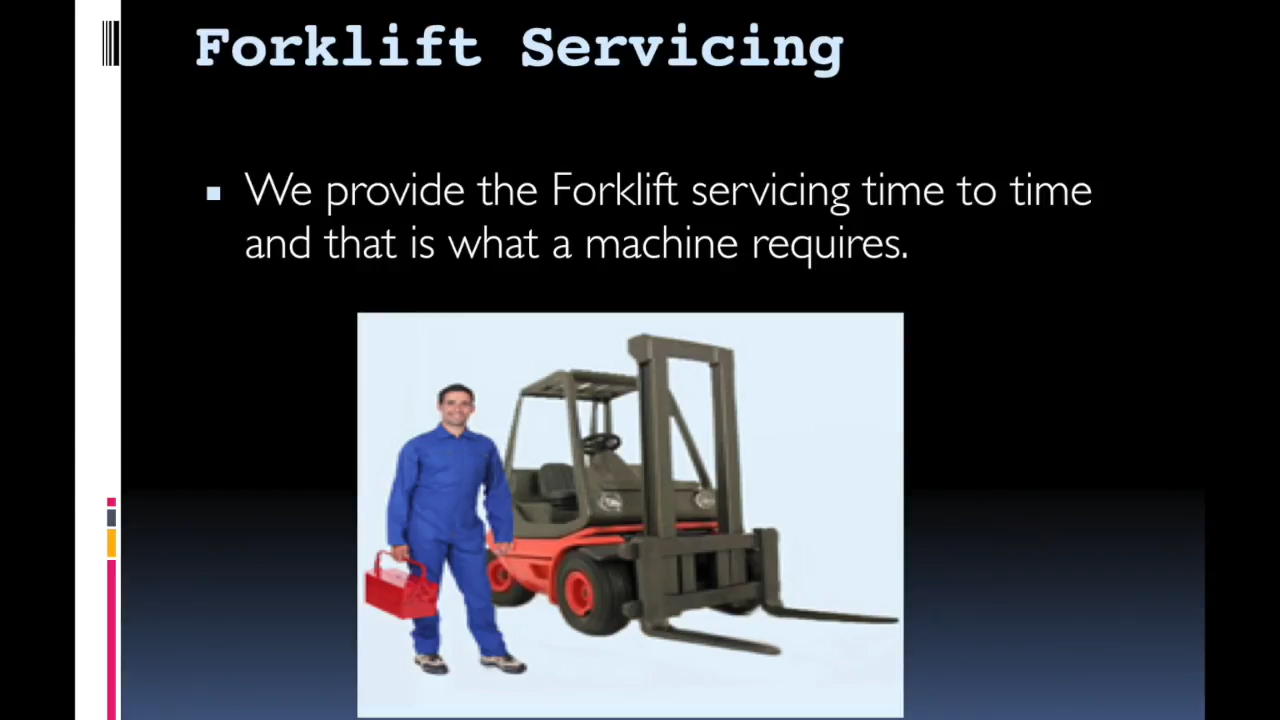 Forklift Servicing
We provide the Forklift servicing time to time
and that is what a machine requires.